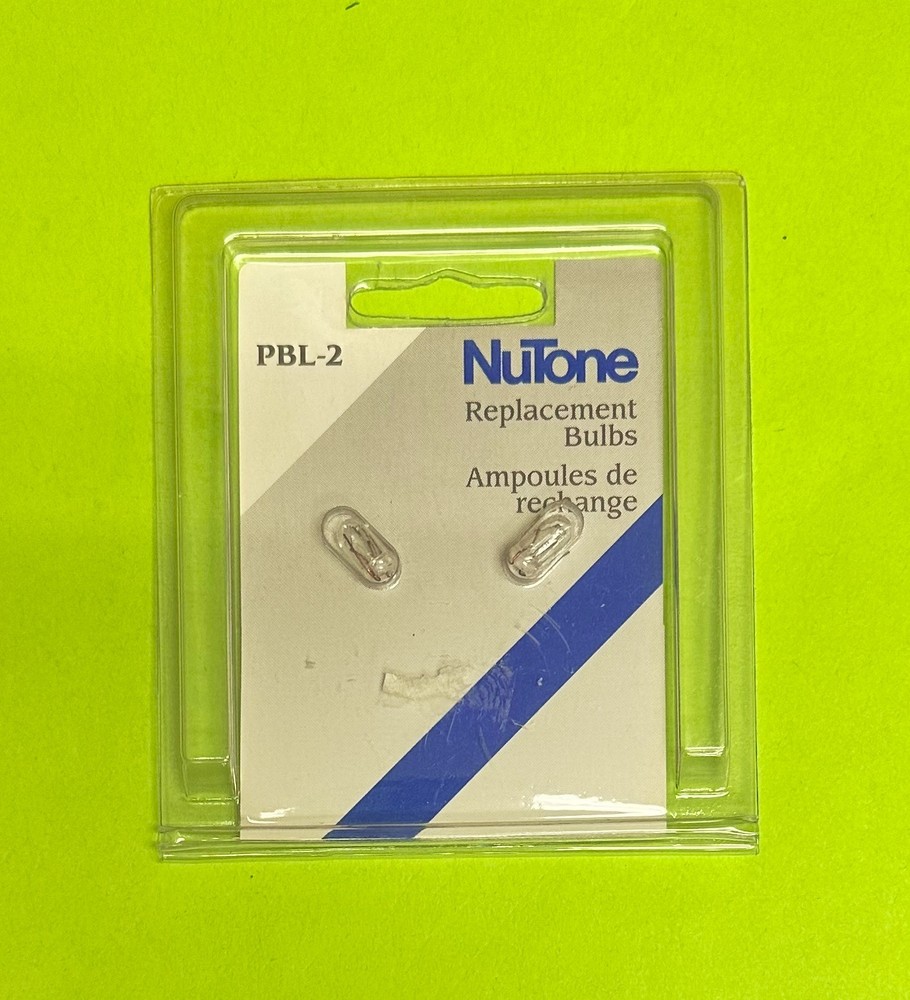 PBL-2
NuTone
Replacement
Bulbs
Ampoules de
rechange